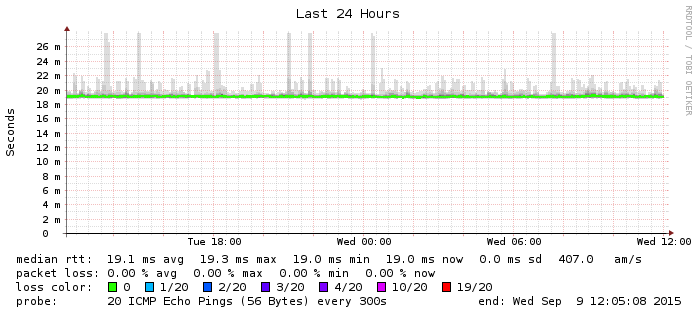 Last 24 Hours
RRDTOOL / TOBI OETIKER
Seconds
26 m
24 m
22 m
20 m
18 m
16 m
14 m
12 m
10 m
8 m
6 m
4 m
2 m
0
Tue 18:00 Wed 00:00 Wed 06:00 Wed 12:00
median rtt: 19.1 ms avg 19.3 ms max 19.0 ms min 19.0 ms now 0.0 ms sd 407.0 am/s
packet loss: 0.00 % avg 0.00 % max 0.00 % min 0.00 % now
loss color: 0 1/20 2/20 3/20 4/20 10/20 19/20
probe: 20 ICMP Echo Pings (56 Bytes) every 300s end: Wed Sep 9 12:05:08 2015